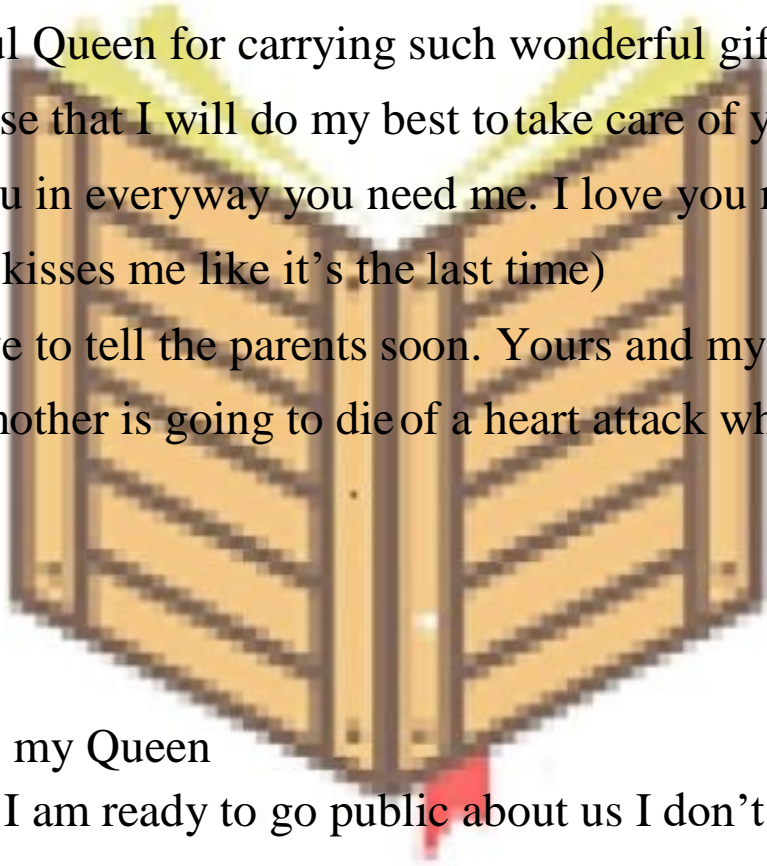 ul Queen for carrying such wonderful gif
se that I will do my best to take care of y
u in everyway you need me. I love you
kisses me like it's the last time)
e to tell the parents soon. Yours and my
other is going to die of a heart attack wh
my Queen
I am ready to go public about us I don't